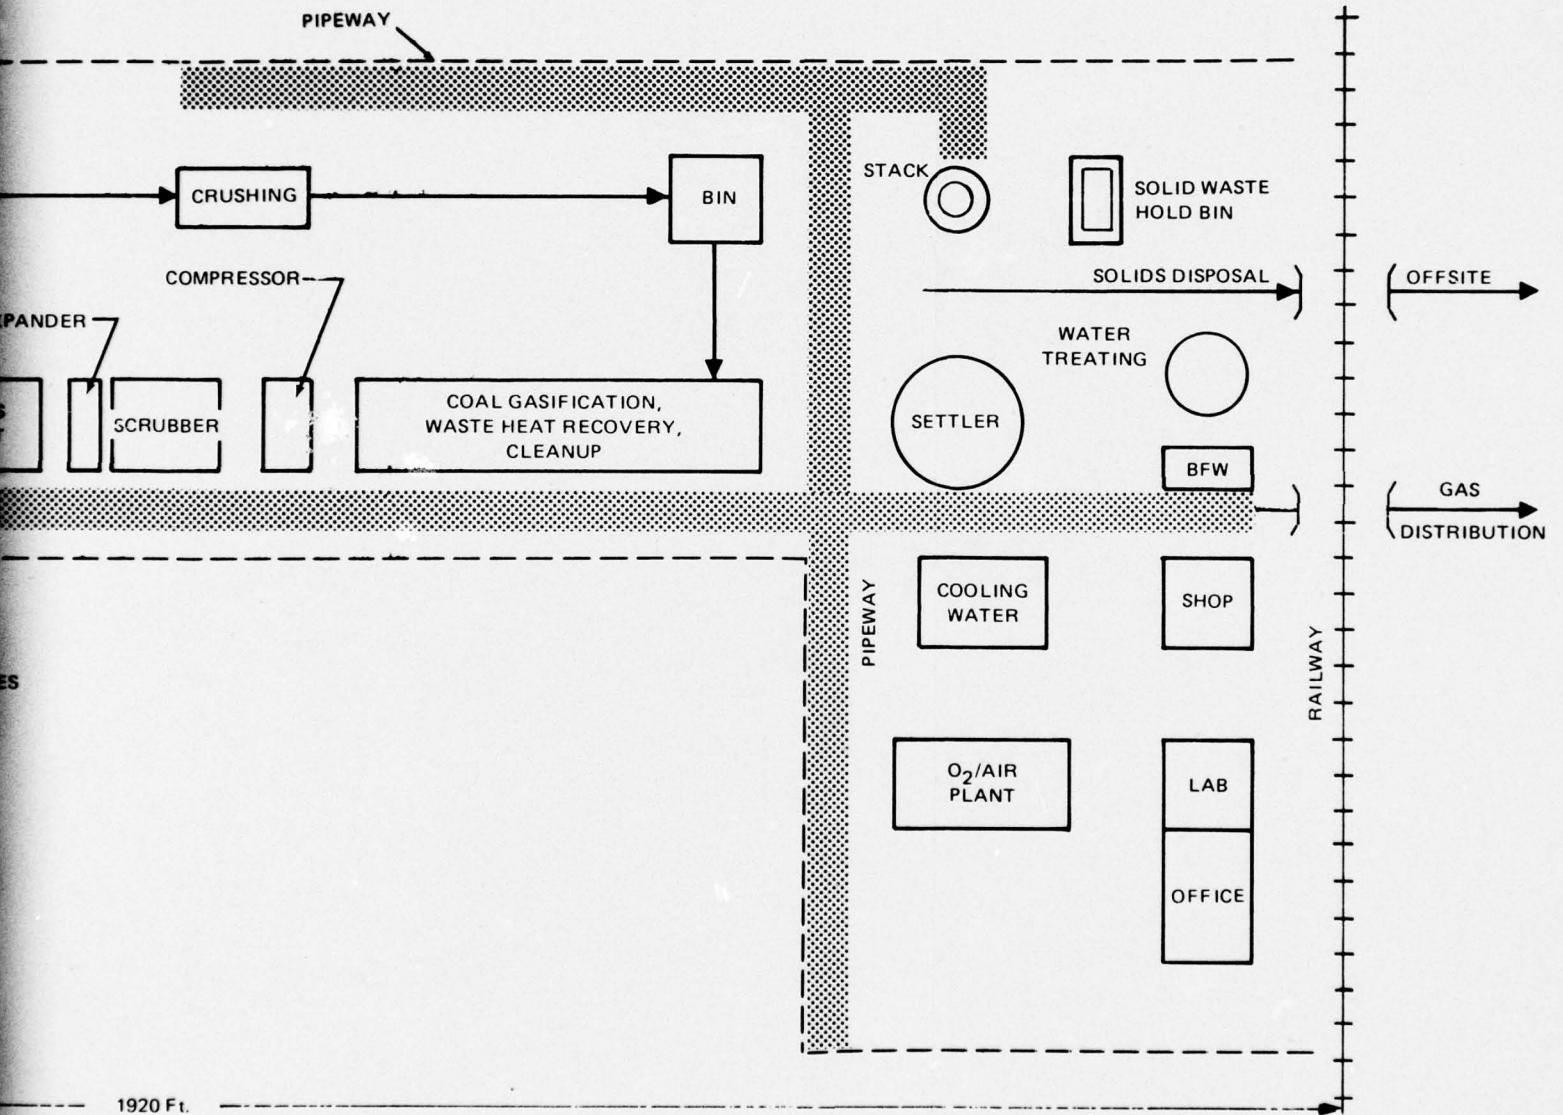 PIPEWAY
STACK
CRUSHING
BIN
SOLID WASTE
HOLD BIN
COMPRESSOR
SOLIDS DISPOSAL
OFFSITE
PANDER
WATER
TREATING
COAL GASIFICATION,
WASTE HEAT RECOVERY,
CLEANUP
SCRUBBER
SETTLER
BFW
GAS
DISTRIBUTION
COOLING
WATER
SHOP
PIPEWAY
RAILWAY
ES
O2/AIR
PLANT
LAB
OFFICE
1920 Ft.